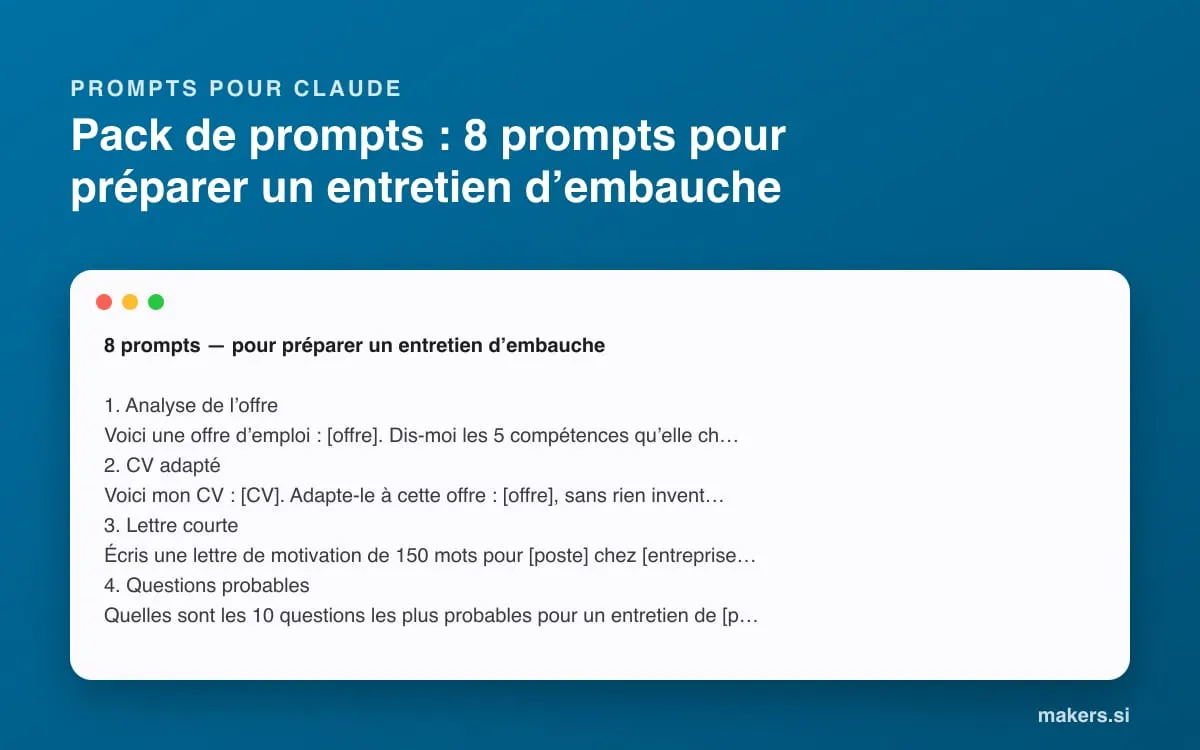 PROMPTS POUR CLAUDE
Pack de prompts : 8 prompts pour
préparer un entretien d’embauche
8 prompts — pour préparer un entretien d’embauche
1. Analyse de l’offre
Voici une offre d’emploi : [offre]. Dis-moi les 5 compétences qu’elle ch…
2. CV adapté
Voici mon CV : [CV]. Adapte-le à cette offre : [offre], sans rien invent…
3. Lettre courte
Écris une lettre de motivation de 150 mots pour [poste] chez [entreprise…
4. Questions probables
Quelles sont les 10 questions les plus probables pour un entretien de [p…
makers.si